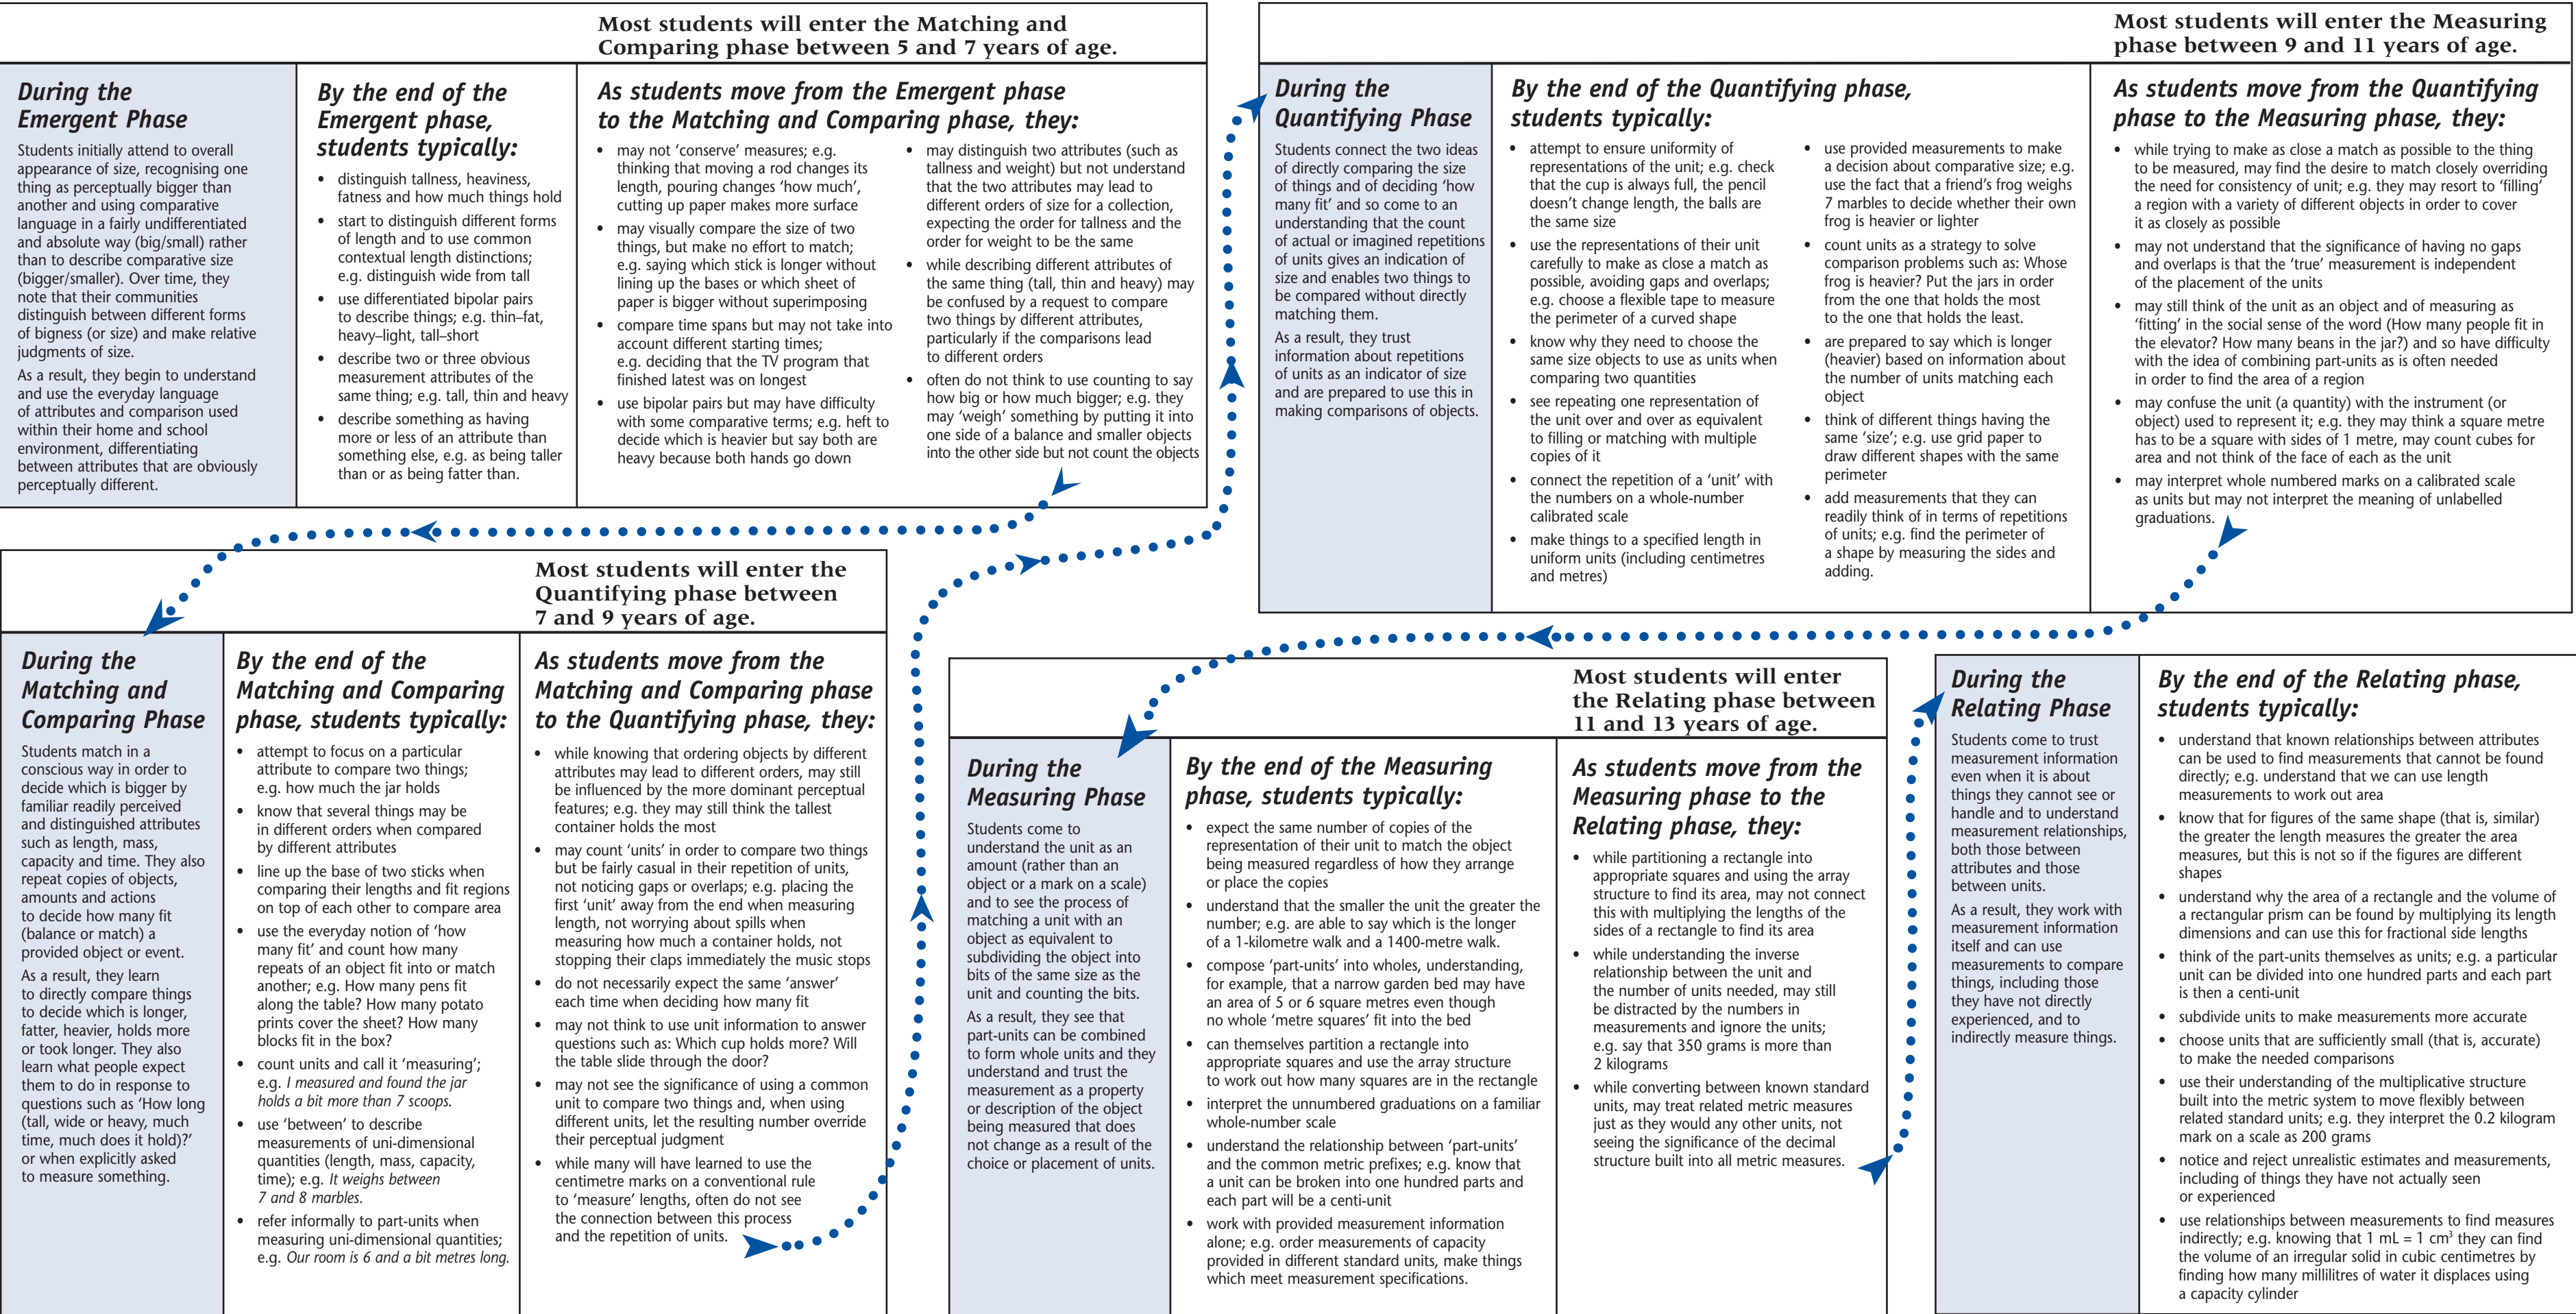 Most students will enter the Matching and
Comparing phase between 5 and 7 years of age.
During the
Emergent Phase
Students initially attend to overall
appearance of size, recognising one
thing as perceptually bigger than
another and using comparative
language in a fairly undifferentiated
and absolute way (big/small) rather
than to describe comparative size
(bigger/smaller). Over time, they
note that their communities
distinguish between different forms
of bigness (or size) and make relative
judgments of size.
As a result, they begin to understand
and use the everyday language
of attributes and comparison used
within their home and school
environment, differentiating
between attributes that are obviously
perceptually different.
By the end of the
Emergent phase,
students typically:
• distinguish tallness, heaviness,
fatness and how much things hold
• start to distinguish different forms
of length and to use common
contextual length distinctions;
e.g. distinguish wide from tall
• use differentiated bipolar pairs
to describe things; e.g. thin–fat,
heavy–light, tall–short
• describe two or three obvious
measurement attributes of the
same thing; e.g. tall, thin and heavy
• describe something as having
more or less of an attribute than
something else, e.g. as being taller
than or as being fatter than.
As students move from the Emergent phase
to the Matching and Comparing phase, they:
• may not ‘conserve’ measures; e.g.
thinking that moving a rod changes its
length, pouring changes ‘how much’,
cutting up paper makes more surface
• may visually compare the size of two
things, but make no effort to match;
e.g. saying which stick is longer without
lining up the bases or which sheet of
paper is bigger without superimposing
• compare time spans but may not take into
account different starting times;
e.g. deciding that the TV program that
finished latest was on longest
• use bipolar pairs but may have difficulty
with some comparative terms; e.g. heft to
decide which is heavier but say both are
heavy because both hands go down
• may distinguish two attributes (such as
tallness and weight) but not understand
that the two attributes may lead to
different orders of size for a collection,
expecting the order for tallness and the
order for weight to be the same
• while describing different attributes of
the same thing (tall, thin and heavy) may
be confused by a request to compare
two things by different attributes,
particularly if the comparisons lead
to different orders
• often do not think to use counting to say
how big or how much bigger; e.g. they
may ‘weigh’ something by putting it into
one side of a balance and smaller objects
into the other side but not count the objects
Most students will enter the
Quantifying phase between
7 and 9 years of age.
During the
Matching and
Comparing Phase
Students match in a
conscious way in order to
decide which is bigger by
familiar readily perceived
and distinguished attributes
such as length, mass,
capacity and time. They also
repeat copies of objects,
amounts and actions
to decide how many fit
(balance or match) a
provided object or event.
As a result, they learn
to directly compare things
to decide which is longer,
fatter, heavier, holds more
or took longer. They also
learn what people expect
them to do in response to
questions such as ‘How long
(tall, wide or heavy, much
time, much does it hold)?’
or when explicitly asked
to measure something.
By the end of the
Matching and Comparing
phase, students typically:
• attempt to focus on a particular
attribute to compare two things;
e.g. how much the jar holds
• know that several things may be
in different orders when compared
by different attributes
• line up the base of two sticks when
comparing their lengths and fit regions
on top of each other to compare area
• use the everyday notion of ‘how
many fit’ and count how many
repeats of an object fit into or match
another; e.g. How many pens fit
along the table? How many potato
prints cover the sheet? How many
blocks fit in the box?
• count units and call it ‘measuring’;
e.g. I measured and found the jar
holds a bit more than 7 scoops.
• use ‘between’ to describe
measurements of uni-dimensional
quantities (length, mass, capacity,
time); e.g. It weighs between
7 and 8 marbles.
• refer informally to part-units when
measuring uni-dimensional quantities;
e.g. Our room is 6 and a bit metres long.
As students move from the
Matching and Comparing phase
to the Quantifying phase, they:
• while knowing that ordering objects by different
attributes may lead to different orders, may still
be influenced by the more dominant perceptual
features; e.g. they may still think the tallest
container holds the most
• may count ‘units’ in order to compare two things
but be fairly casual in their repetition of units,
not noticing gaps or overlaps; e.g. placing the
first ‘unit’ away from the end when measuring
length, not worrying about spills when
measuring how much a container holds, not
stopping their claps immediately the music stops
• do not necessarily expect the same ‘answer’
each time when deciding how many fit
• may not think to use unit information to answer
questions such as: Which cup holds more? Will
the table slide through the door?
• may not see the significance of using a common
unit to compare two things and, when using
different units, let the resulting number override
their perceptual judgment
• while many will have learned to use the
centimetre marks on a conventional rule
to ‘measure’ lengths, often do not see
the connection between this process
and the repetition of units.
Most students will enter the Measuring
phase between 9 and 11 years of age.
During the
Quantifying Phase
Students connect the two ideas
of directly comparing the size
of things and of deciding ‘how
many fit’ and so come to an
understanding that the count
of actual or imagined repetitions
of units gives an indication of
size and enables two things to
be compared without directly
matching them.
As a result, they trust
information about repetitions
of units as an indicator of size
and are prepared to use this in
making comparisons of objects.
By the end of the Quantifying phase,
students typically:
• attempt to ensure uniformity of
representations of the unit; e.g. check
that the cup is always full, the pencil
doesn’t change length, the balls are
the same size
• use the representations of their unit
carefully to make as close a match as
possible, avoiding gaps and overlaps;
e.g. choose a flexible tape to measure
the perimeter of a curved shape
• know why they need to choose the
same size objects to use as units when
comparing two quantities
• see repeating one representation of
the unit over and over as equivalent
to filling or matching with multiple
copies of it
• connect the repetition of a ‘unit’ with
the numbers on a whole-number
calibrated scale
• make things to a specified length in
uniform units (including centimetres
and metres)
• use provided measurements to make
a decision about comparative size; e.g.
use the fact that a friend’s frog weighs
7 marbles to decide whether their own
frog is heavier or lighter
• count units as a strategy to solve
comparison problems such as: Whose
frog is heavier? Put the jars in order
from the one that holds the most
to the one that holds the least.
• are prepared to say which is longer
(heavier) based on information about
the number of units matching each
object
• think of different things having the
same ‘size’; e.g. use grid paper to
draw different shapes with the same
perimeter
• add measurements that they can
readily think of in terms of repetitions
of units; e.g. find the perimeter of
a shape by measuring the sides and
adding.
As students move from the Quantifying
phase to the Measuring phase, they:
• while trying to make as close a match as possible to the thing
to be measured, may find the desire to match closely overriding
the need for consistency of unit; e.g. they may resort to ‘filling’
a region with a variety of different objects in order to cover
it as closely as possible
• may not understand that the significance of having no gaps
and overlaps is that the ‘true’ measurement is independent
of the placement of the units
• may still think of the unit as an object and of measuring as
‘fitting’ in the social sense of the word (How many people fit in
the elevator? How many beans in the jar?) and so have difficulty
with the idea of combining part-units as is often needed
in order to find the area of a region
• may confuse the unit (a quantity) with the instrument (or
object) used to represent it; e.g. they may think a square metre
has to be a square with sides of 1 metre, may count cubes for
area and not think of the face of each as the unit
• may interpret whole numbered marks on a calibrated scale
as units but may not interpret the meaning of unlabelled
graduations.
Most students will enter
the Relating phase between
11 and 13 years of age.
During the
Measuring Phase
Students come to
understand the unit as an
amount (rather than an
object or a mark on a scale)
and to see the process of
matching a unit with an
object as equivalent to
subdividing the object into
bits of the same size as the
unit and counting the bits.
As a result, they see that
part-units can be combined
to form whole units and they
understand and trust the
measurement as a property
or description of the object
being measured that does
not change as a result of the
choice or placement of units.
By the end of the Measuring
phase, students typically:
• expect the same number of copies of the
representation of their unit to match the object
being measured regardless of how they arrange
or place the copies
• understand that the smaller the unit the greater the
number; e.g. are able to say which is the longer
of a 1-kilometre walk and a 1400-metre walk.
• compose ‘part-units’ into wholes, understanding,
for example, that a narrow garden bed may have
an area of 5 or 6 square metres even though
no whole ‘metre squares’ fit into the bed
• can themselves partition a rectangle into
appropriate squares and use the array structure
to work out how many squares are in the rectangle
• interpret the unnumbered graduations on a familiar
whole-number scale
• understand the relationship between ‘part-units’
and the common metric prefixes; e.g. know that
a unit can be broken into one hundred parts and
each part will be a centi-unit
• work with provided measurement information
alone; e.g. order measurements of capacity
provided in different standard units, make things
which meet measurement specifications.
As students move from the
Measuring phase to the
Relating phase, they:
• while partitioning a rectangle into
appropriate squares and using the array
structure to find its area, may not connect
this with multiplying the lengths of the
sides of a rectangle to find its area
• while understanding the inverse
relationship between the unit and
the number of units needed, may still
be distracted by the numbers in
measurements and ignore the units;
e.g. say that 350 grams is more than
2 kilograms
• while converting between known standard
units, may treat related metric measures
just as they would any other units, not
seeing the significance of the decimal
structure built into all metric measures.
During the
Relating Phase
Students come to trust
measurement information
even when it is about
things they cannot see or
handle and to understand
measurement relationships,
both those between
attributes and those
between units.
As a result, they work with
measurement information
itself and can use
measurements to compare
things, including those
they have not directly
experienced, and to
indirectly measure things.
By the end of the Relating phase,
students typically:
• understand that known relationships between attributes
can be used to find measurements that cannot be found
directly; e.g. understand that we can use length
measurements to work out area
• know that for figures of the same shape (that is, similar)
the greater the length measures the greater the area
measures, but this is not so if the figures are different
shapes
• understand why the area of a rectangle and the volume of
a rectangular prism can be found by multiplying its length
dimensions and can use this for fractional side lengths
• think of the part-units themselves as units; e.g. a particular
unit can be divided into one hundred parts and each part
is then a centi-unit
• subdivide units to make measurements more accurate
• choose units that are sufficiently small (that is, accurate)
to make the needed comparisons
• use their understanding of the multiplicative structure
built into the metric system to move flexibly between
related standard units; e.g. they interpret the 0.2 kilogram
mark on a scale as 200 grams
• notice and reject unrealistic estimates and measurements,
including of things they have not actually seen
or experienced
• use relationships between measurements to find measures
indirectly; e.g. knowing that 1 mL = 1 cm³ they can find
the volume of an irregular solid in cubic centimetres by
finding how many millilitres of water it displaces using
a capacity cylinder